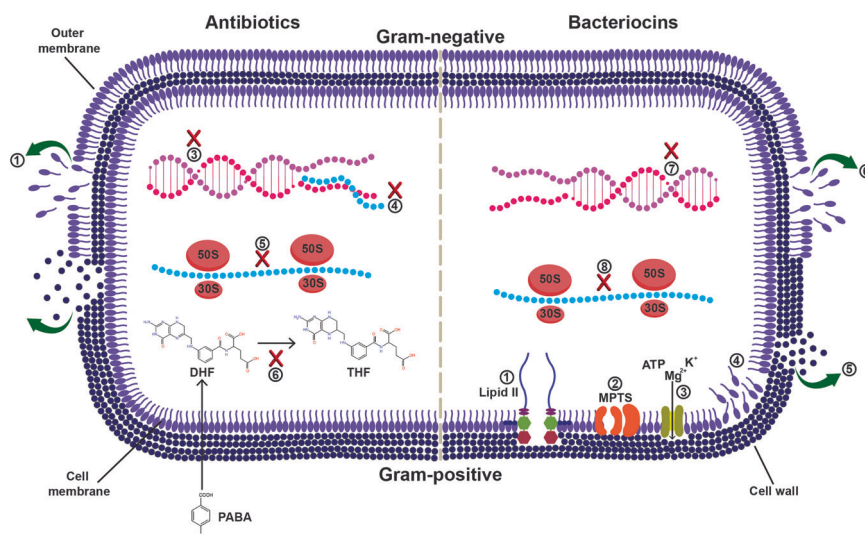 Antibiotics
Bacteriocins
Gram-negative
Outer
membrane
①
③
④
⑤
50S
50S
30S
30S
DHF
THF
⑥
⑦
⑧
50S
50S
30S
30S
①
Lipid II
②
MPTS
ATP
Mg²⁺
K⁺
③
④
⑤
Cell
membrane
Gram-positive
Cell wall
COOH
PABA